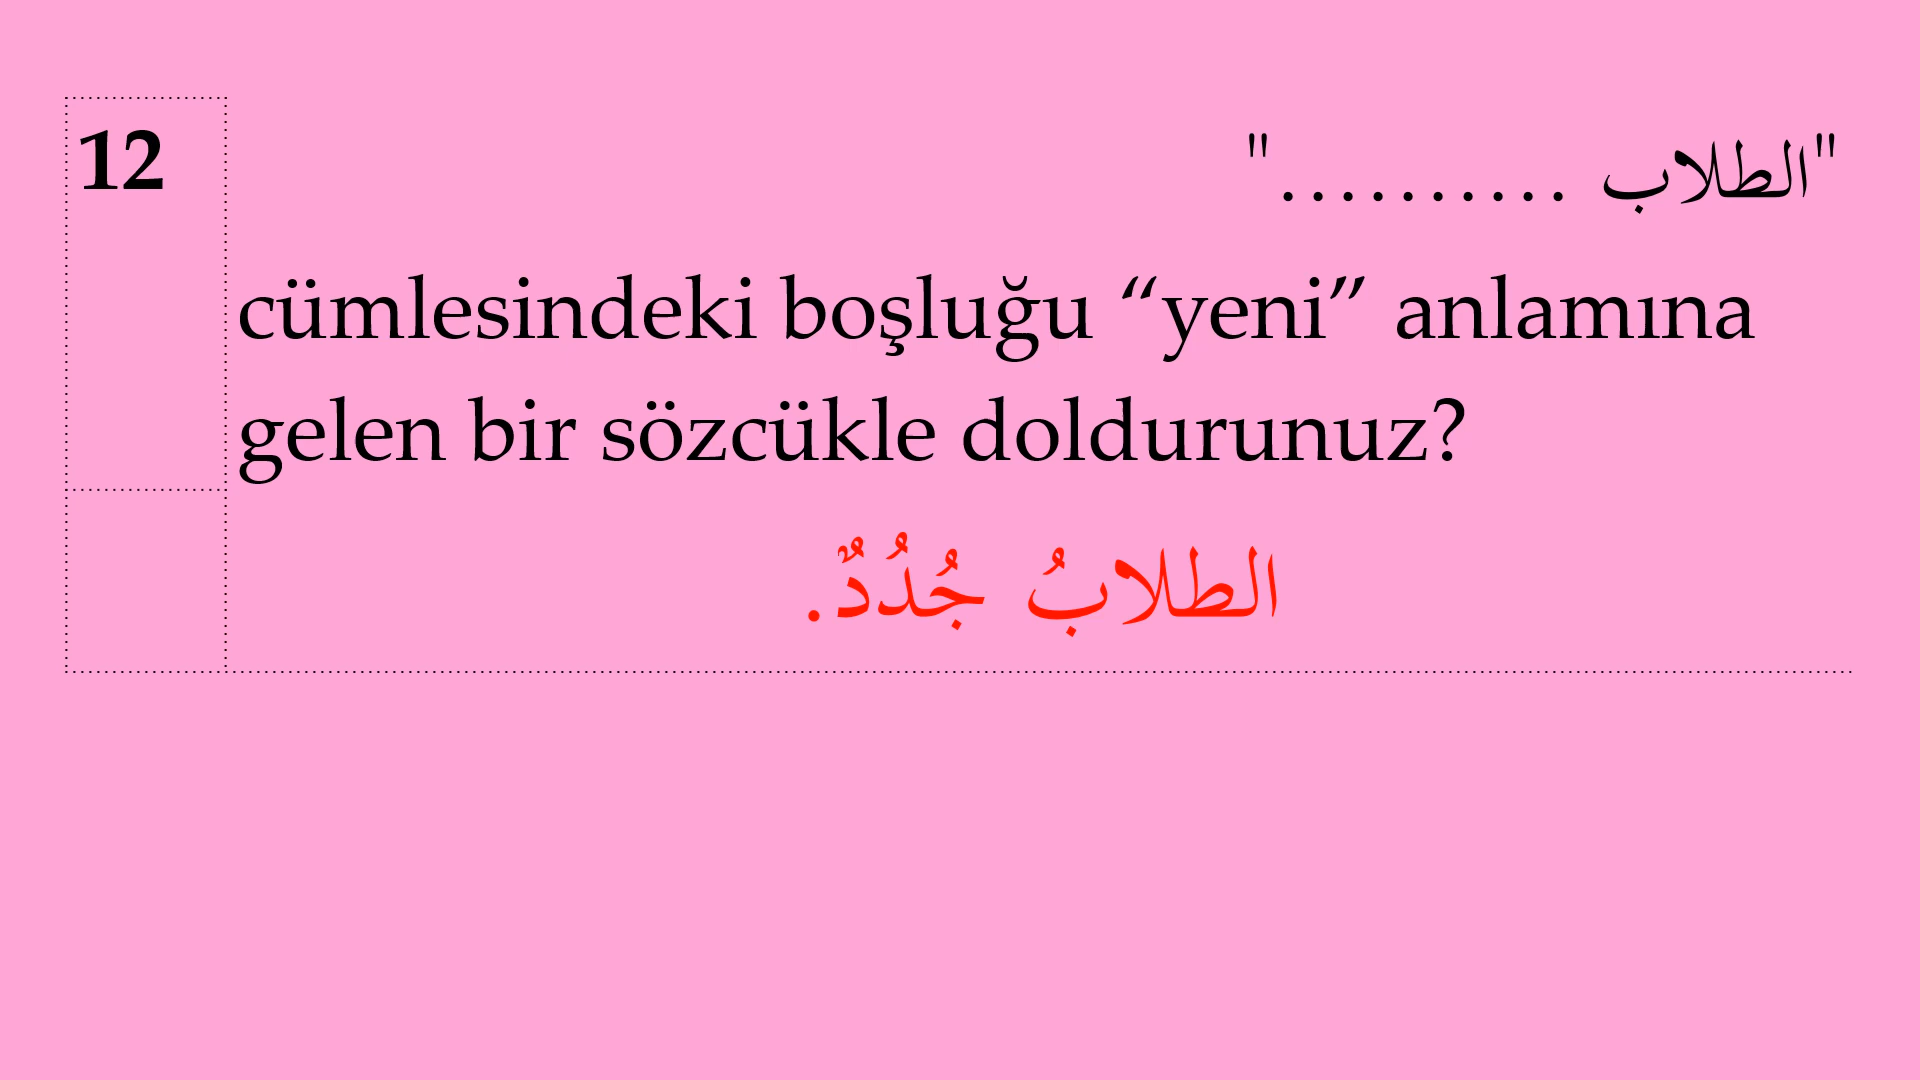 12
"الطلاب .........."
cümlesindeki boşluğu “yeni” anlamına
gelen bir sözcükle doldurunuz?
الطلابُ جُدُدٌ.